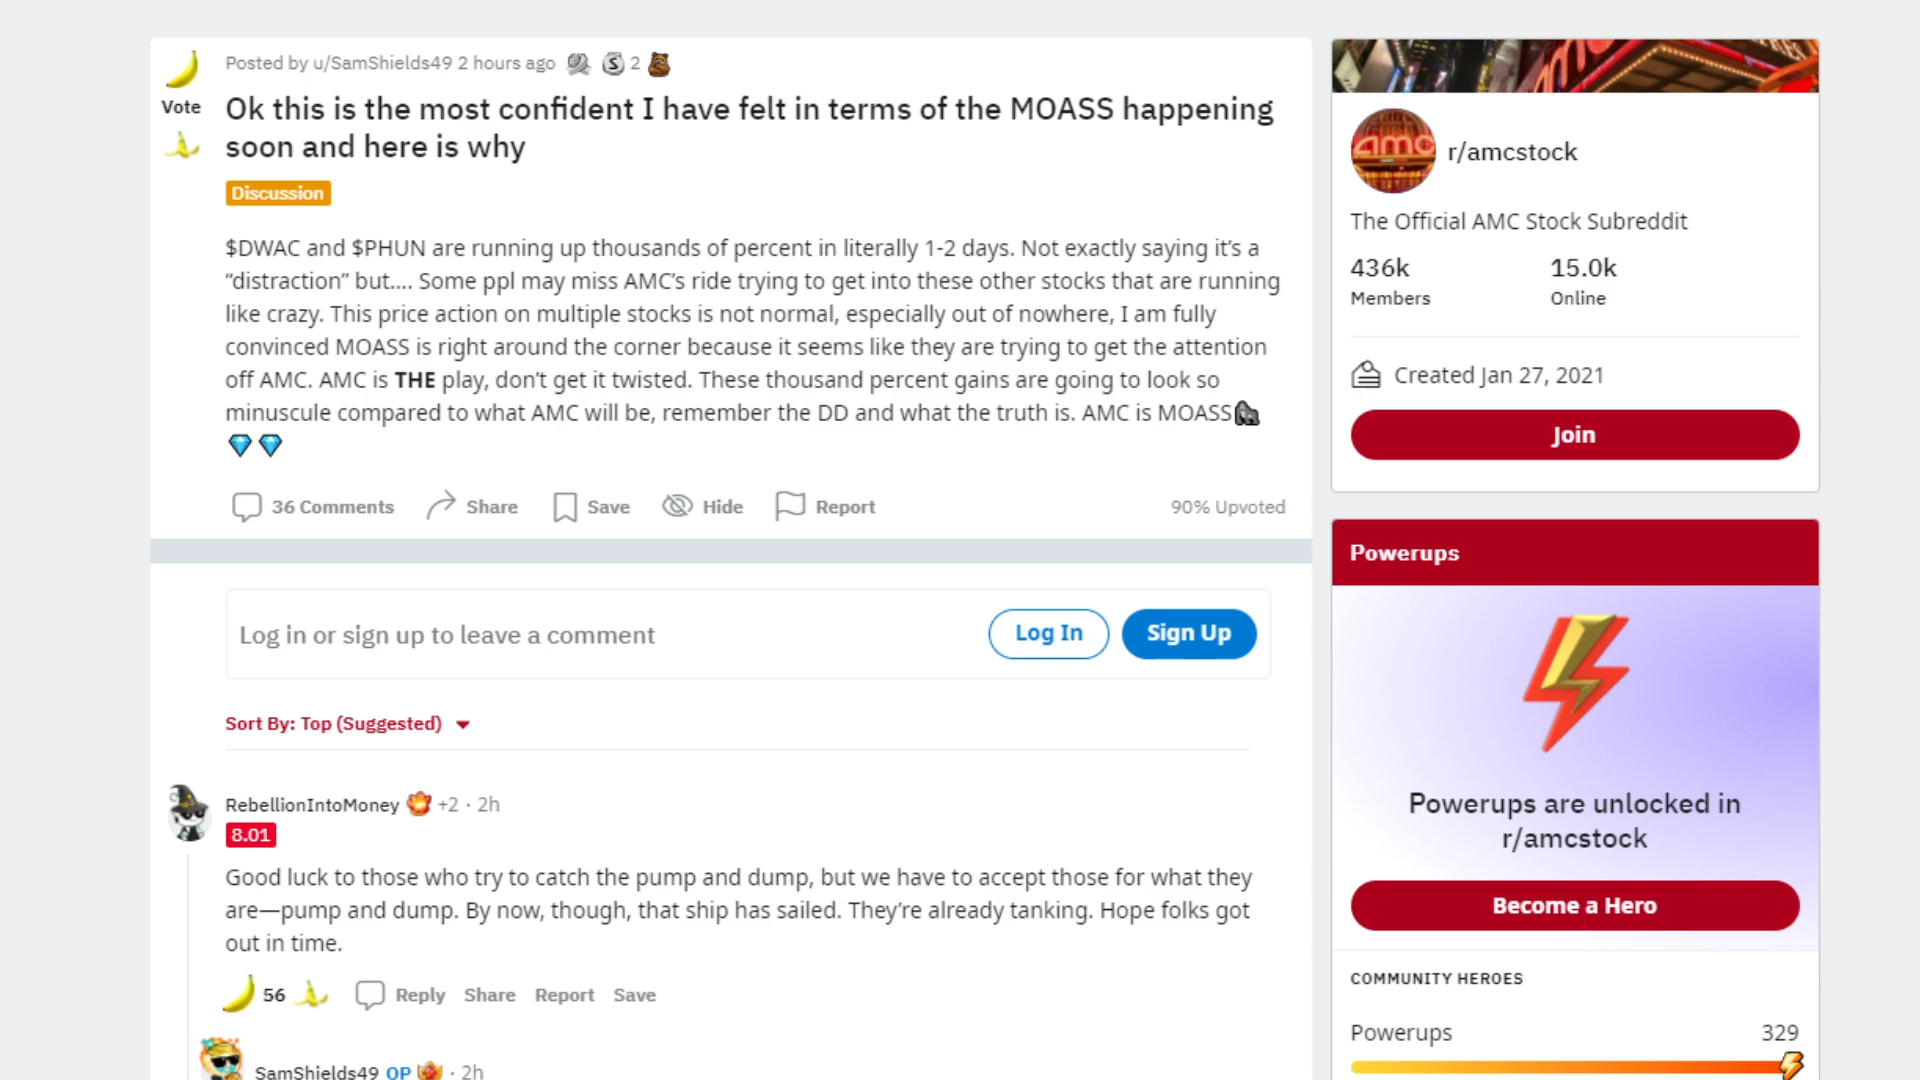 Posted by u/SamShields49 2 hours ago 2
Vote
Ok this is the most confident I have felt in terms of the MOASS happening
soon and here is why
Discussion
$DWAC and $PHUN are running up thousands of percent in literally 1-2 days. Not exactly saying it's a
“distraction” but.... Some ppl may miss AMC's ride trying to get into these other stocks that are running
like crazy. This price action on multiple stocks is not normal, especially out of nowhere, I am fully
convinced MOASS is right around the corner because it seems like they are trying to get the attention
off AMC. AMC is THE play, don't get it twisted. These thousand percent gains are going to look so
minuscule compared to what AMC will be, remember the DD and what the truth is. AMC is MOASS🦍
💎💎
36 Comments Share Save Hide Report 90% Upvoted
Log in or sign up to leave a comment Log In Sign Up
Sort By: Top (Suggested)
RebellionIntoMoney +2 · 2h
8.01
Good luck to those who try to catch the pump and dump, but we have to accept those for what they
are—pump and dump. By now, though, that ship has sailed. They're already tanking. Hope folks got
out in time.
56 Reply Share Report Save
SamShields49 OP · 2h
amc
r/amcstock
The Official AMC Stock Subreddit
436k 15.0k
Members Online
Created Jan 27, 2021
Join
Powerups
Powerups are unlocked in
r/amcstock
Become a Hero
COMMUNITY HEROES
Powerups 329